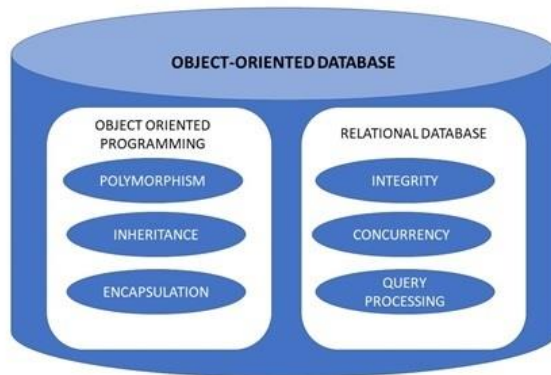 OBJECT-ORIENTED DATABASE
OBJECT ORIENTED
PROGRAMMING
POLYMORPHISM
INHERITANCE
ENCAPSULATION
RELATIONAL DATABASE
INTEGRITY
CONCURRENCY
QUERY
PROCESSING